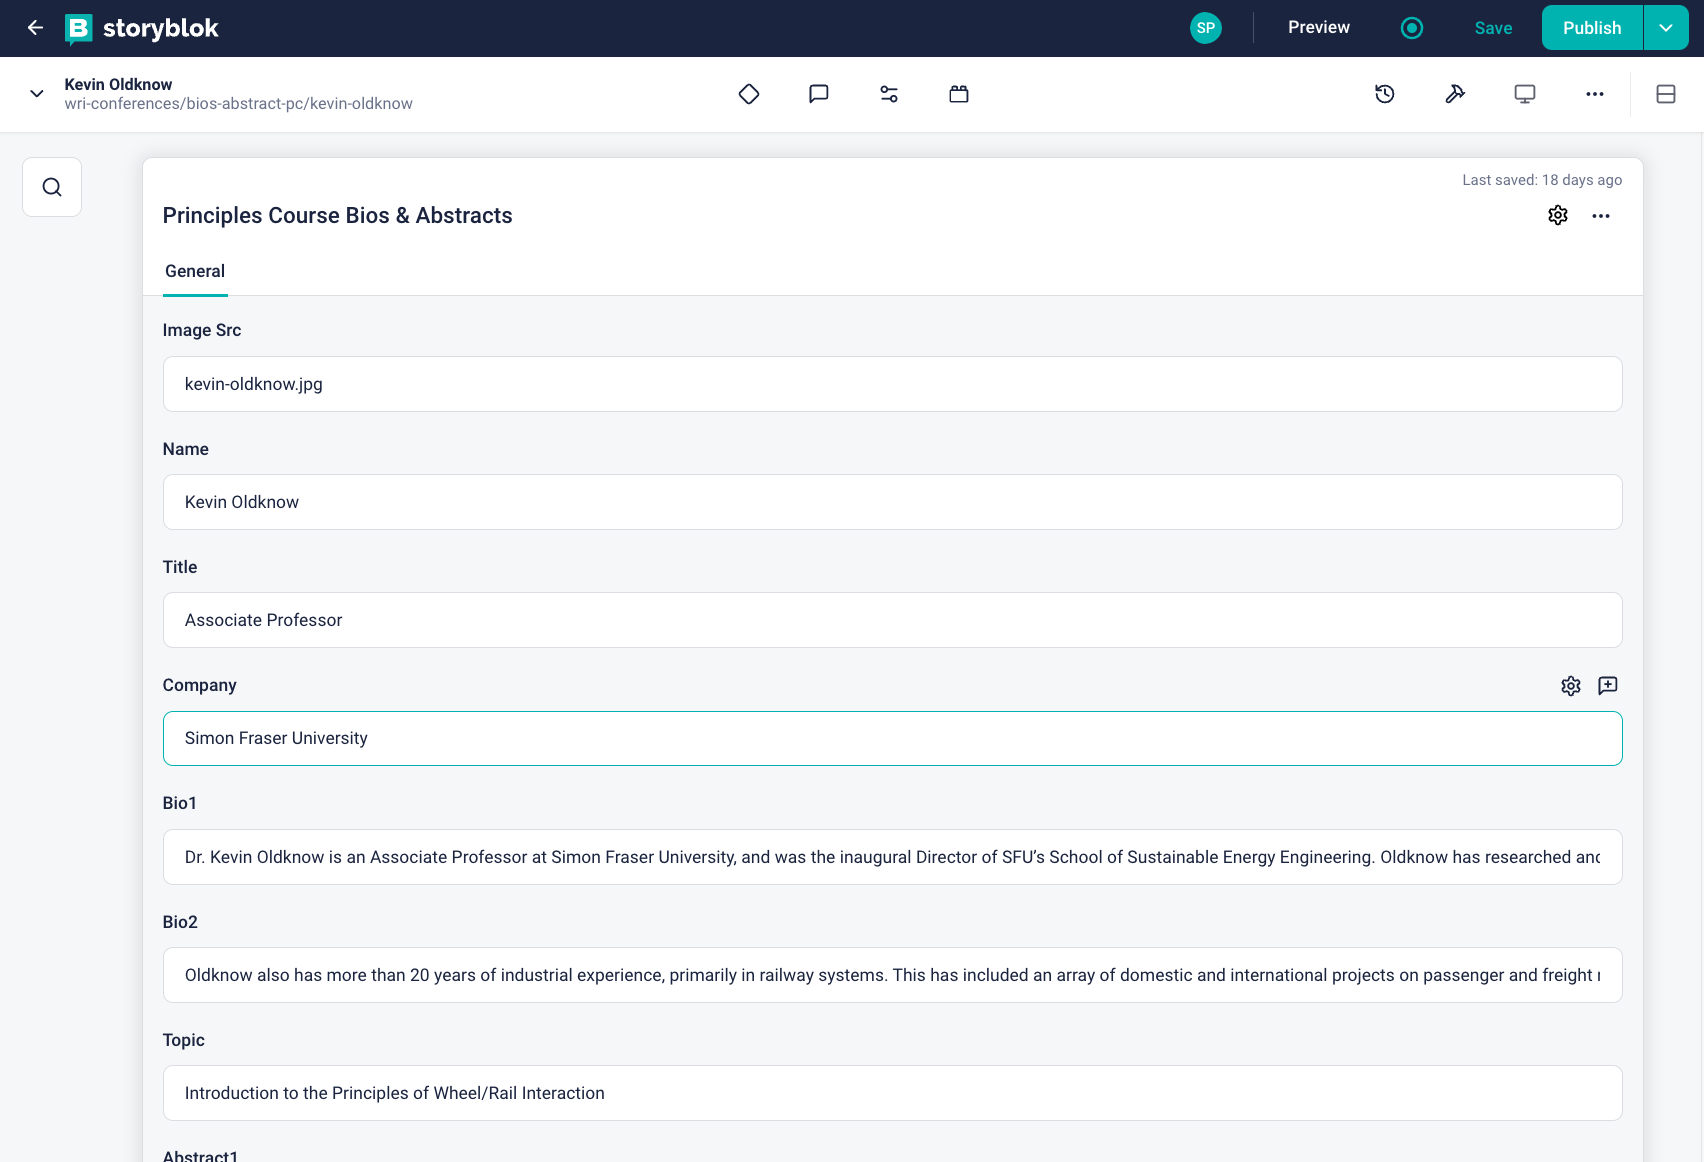 storyblok
SP
Preview
Save
Publish
Kevin Oldknow
wri-conferences/bios-abstract-pc/kevin-oldknow
Last saved: 18 days ago
Principles Course Bios & Abstracts
General
Image Src
kevin-oldknow.jpg
Name
Kevin Oldknow
Title
Associate Professor
Company
Simon Fraser University
Bio1
Dr. Kevin Oldknow is an Associate Professor at Simon Fraser University, and was the inaugural Director of SFU’s School of Sustainable Energy Engineering. Oldknow has researched and
Bio2
Oldknow also has more than 20 years of industrial experience, primarily in railway systems. This has included an array of domestic and international projects on passenger and freight
Topic
Introduction to the Principles of Wheel/Rail Interaction
Abstract1